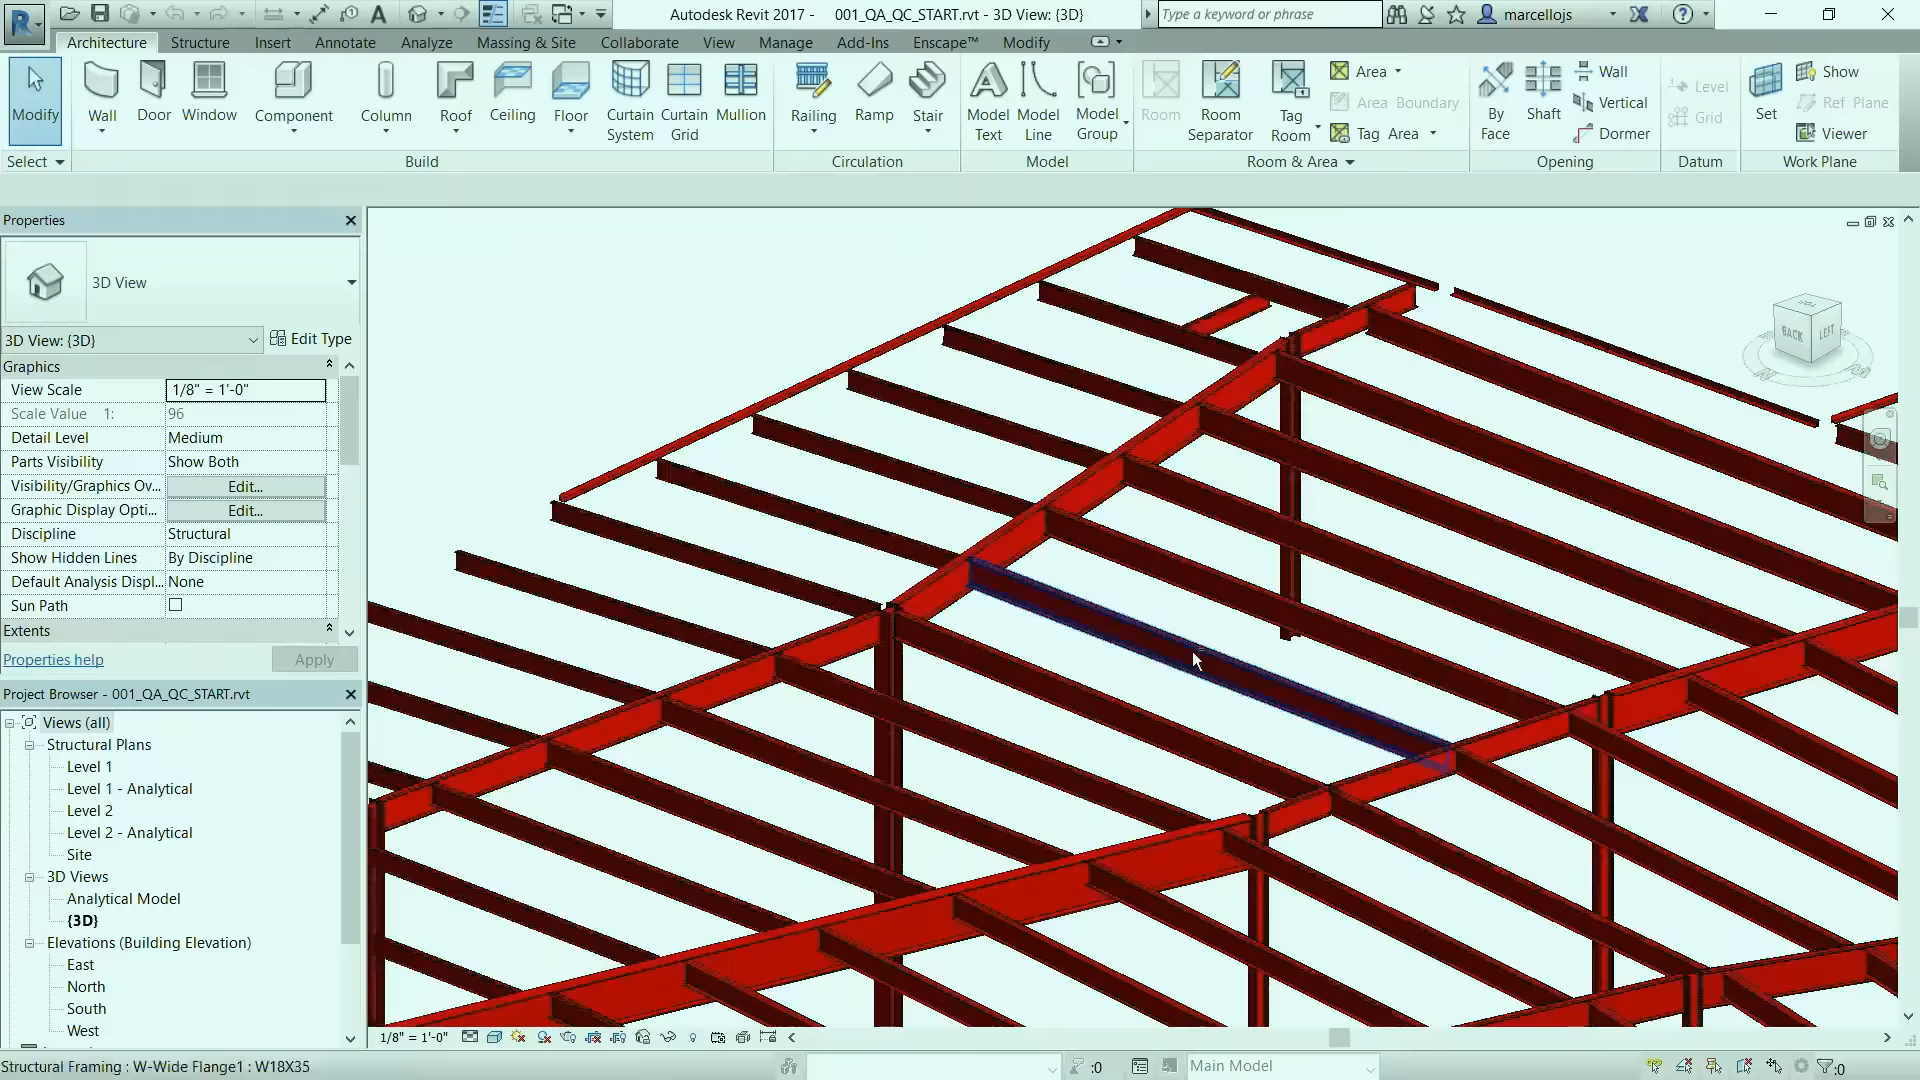 Autodesk Revit 2017 - 001_QA_QC_START.rvt - 3D View: {3D}
Type a keyword or phrase
marcellojs
Architecture Structure Insert Annotate Analyze Massing & Site Collaborate View Manage Add-Ins Enscape™ Modify
Modify
Wall Door Window Component Column Roof Ceiling Floor Curtain System Curtain Grid Mullion
Railing Ramp Stair
Model Text Model Line Model Group
Room Room Separator Tag Room
Area
Area Boundary
Tag Area
By Face Shaft
Wall
Vertical
Dormer
Level
Grid
Set
Show
Ref Plane
Viewer
Select Build Circulation Model Room & Area Opening Datum Work Plane
Properties
3D View
3D View: {3D} Edit Type
Graphics
View Scale 1/8" = 1'-0"
Scale Value 1: 96
Detail Level Medium
Parts Visibility Show Both
Visibility/Graphics Ov... Edit...
Graphic Display Opti... Edit...
Discipline Structural
Show Hidden Lines By Discipline
Default Analysis Displ... None
Sun Path
Extents
Properties help Apply
Project Browser - 001_QA_QC_START.rvt
Views (all)
Structural Plans
Level 1
Level 1 - Analytical
Level 2
Level 2 - Analytical
Site
3D Views
Analytical Model
{3D}
Elevations (Building Elevation)
East
North
South
West
BACK LEFT
1/8" = 1'-0"
Structural Framing : W-Wide Flange1 : W18X35
:0
Main Model
:0